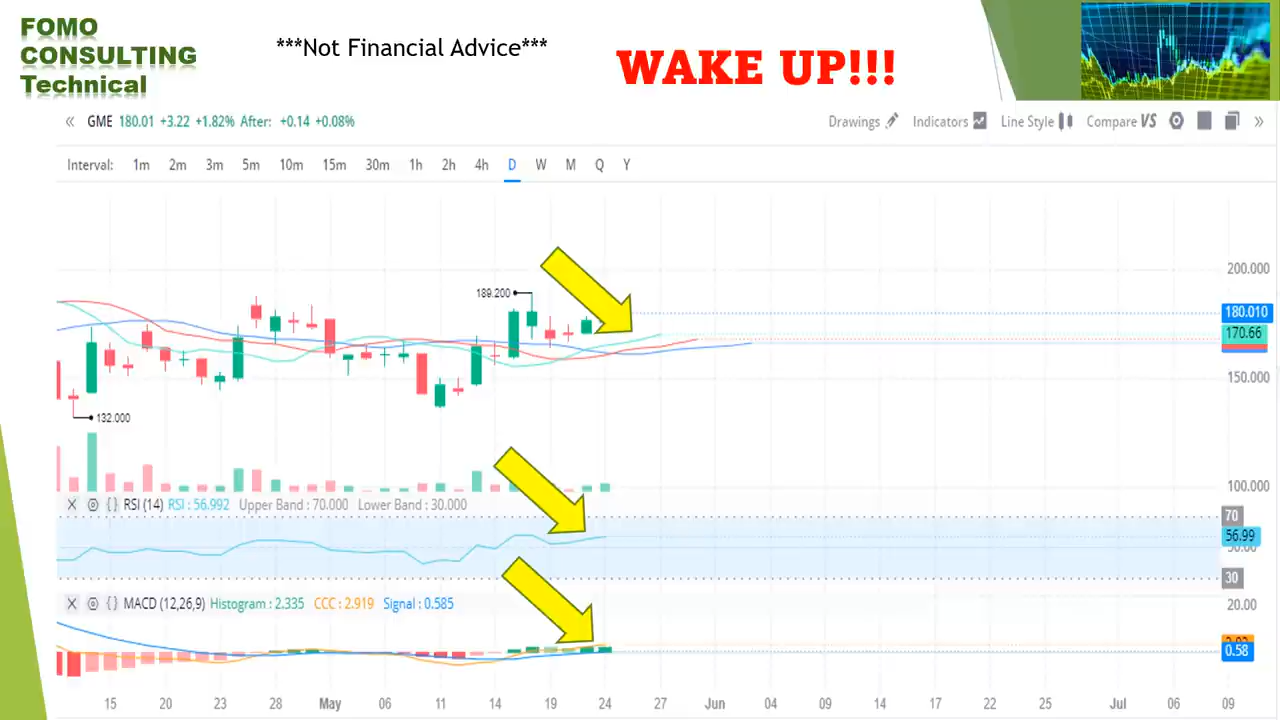 FOMO
CONSULTING
Technical
***Not Financial Advice***
WAKE UP!!!
« GME 180.01 +3.22 +1.82% After: +0.14 +0.08%
Drawings Indicators Line Style Compare VS »
Interval: 1m 2m 3m 5m 10m 15m 30m 1h 2h 4h D W M Q Y
200.000
189.200
180.010
170.66
150.000
132.000
100.000
X {} RSI (14) RSI : 56.992 Upper Band : 70.000 Lower Band : 30.000
70
56.99
50.00
30
X {} MACD (12,26,9) Histogram : 2.335 CCC : 2.919 Signal : 0.585
20.00
0.58
15 20 23 28 May 06 11 14 19 24 27 Jun 04 09 14 17 22 25 Jul 06 09